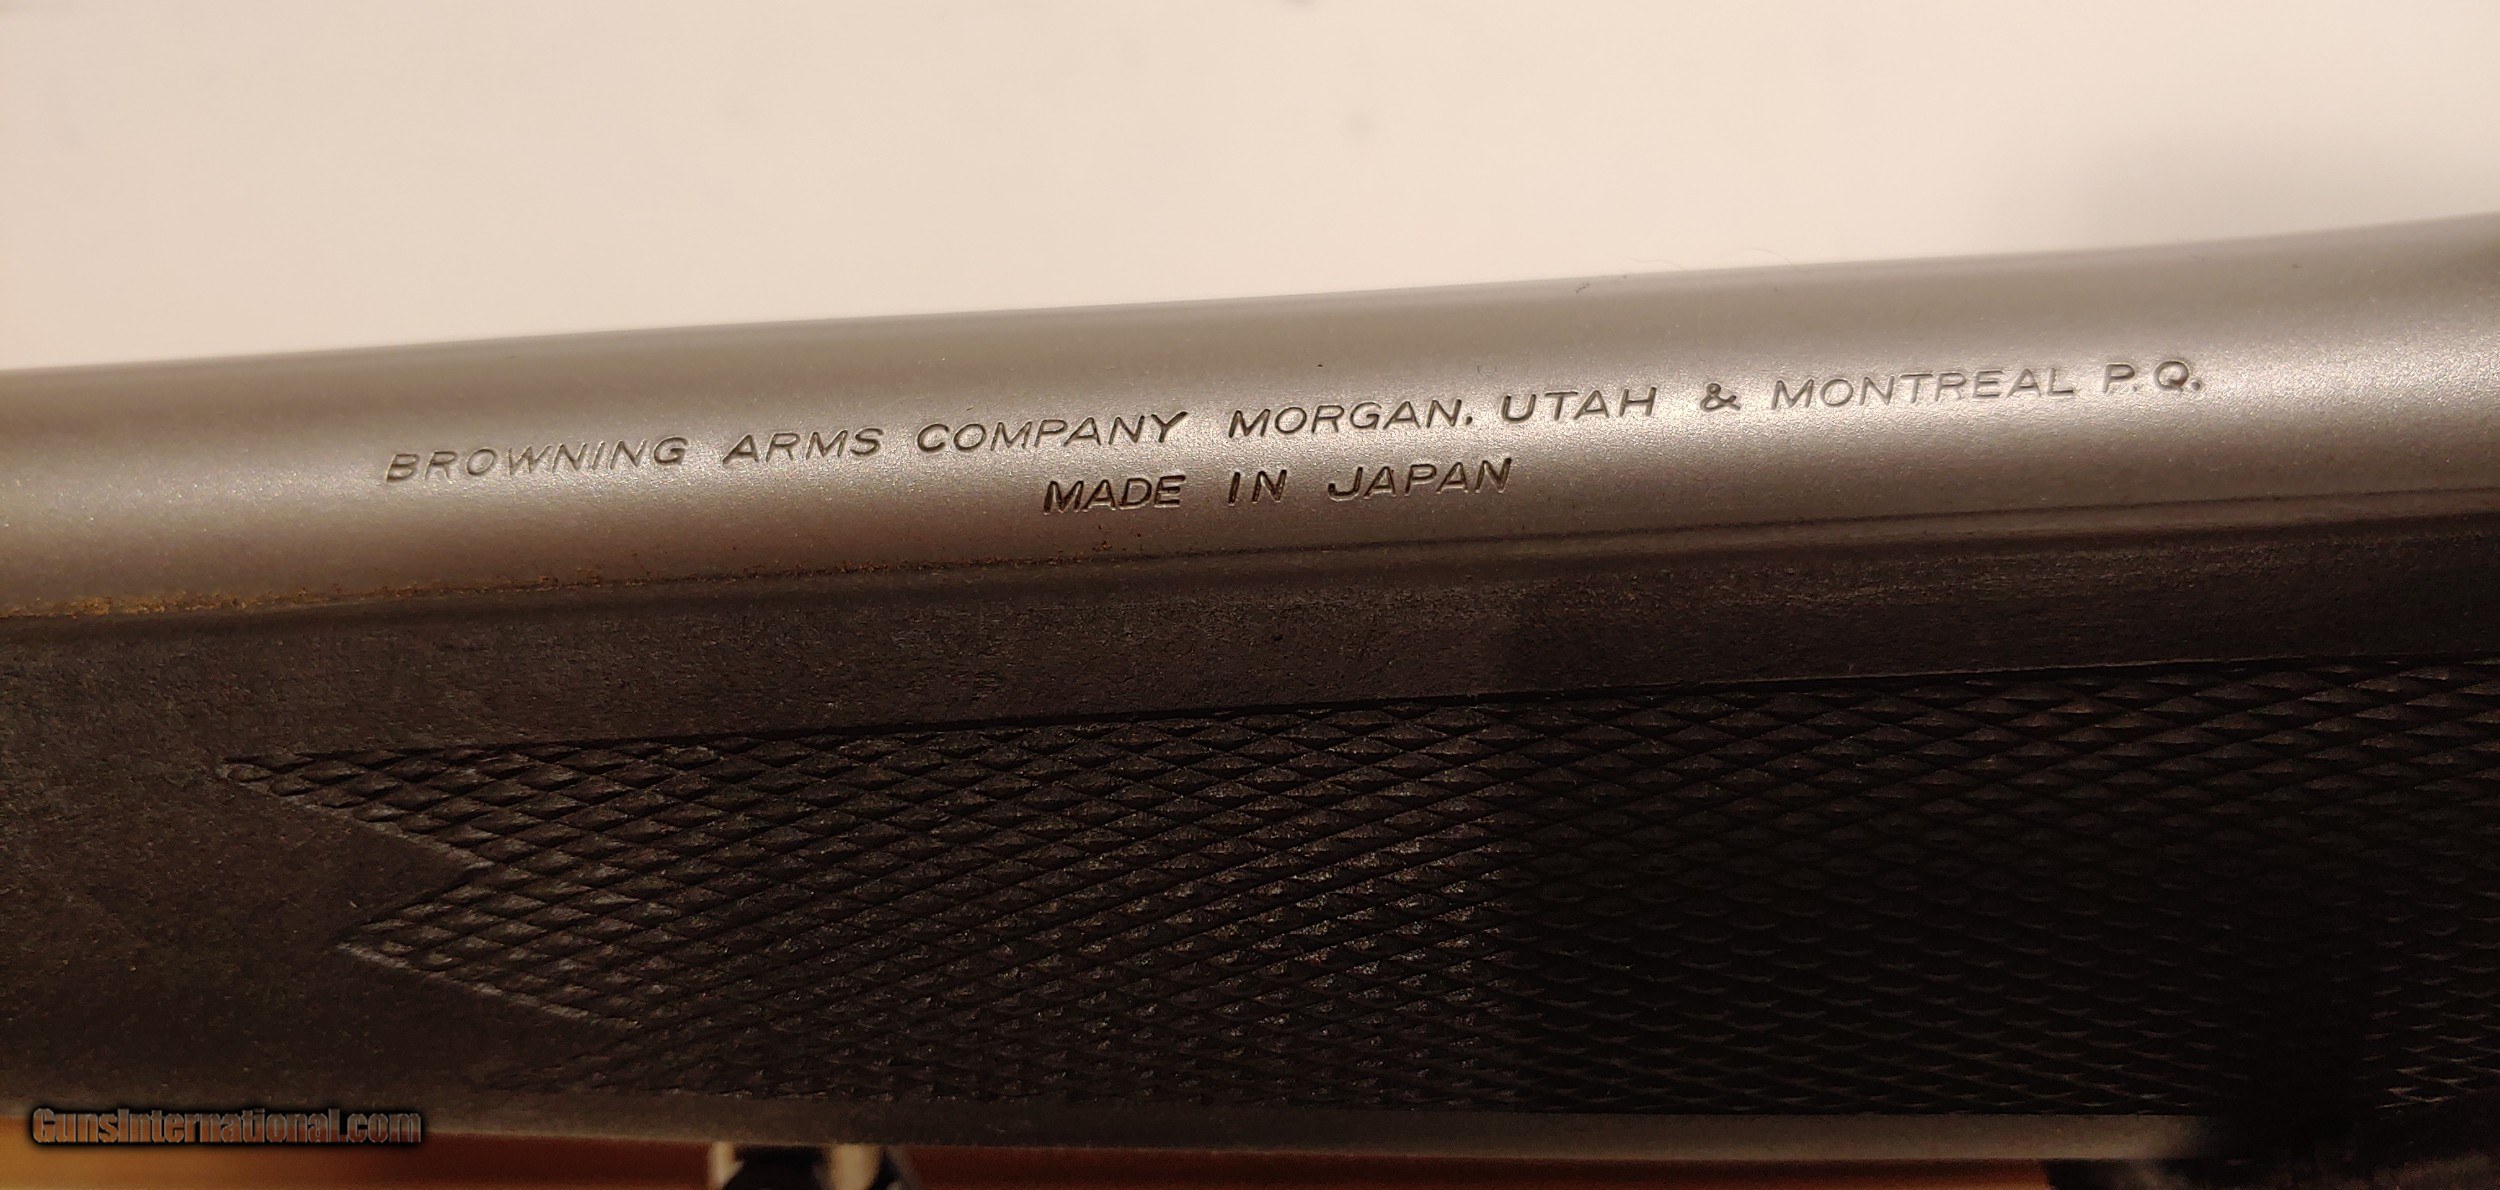 BROWNING ARMS COMPANY MORGAN, UTAH & MONTREAL P.Q.
MADE IN JAPAN
GunsInternational.com